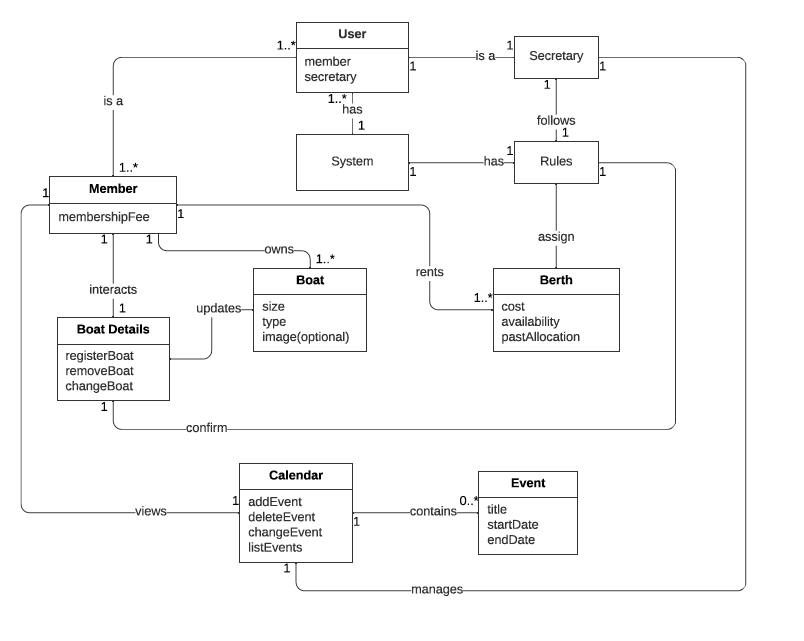 User
1..*
member
secretary
1
is a
1
Secretary
1
1
1..*
has
1
is a
follows
1
System
1
has
1
Rules
1
1..*
Member
1
membershipFee
1
1
1
owns
1..*
assign
rents
interacts
1
updates
Boat
size
type
image(optional)
1..*
Berth
cost
availability
pastAllocation
Boat Details
registerBoat
removeBoat
changeBoat
1
confirm
Calendar
1
addEvent
deleteEvent
changeEvent
listEvents
views
1
contains
0..*
Event
title
startDate
endDate
1
manages